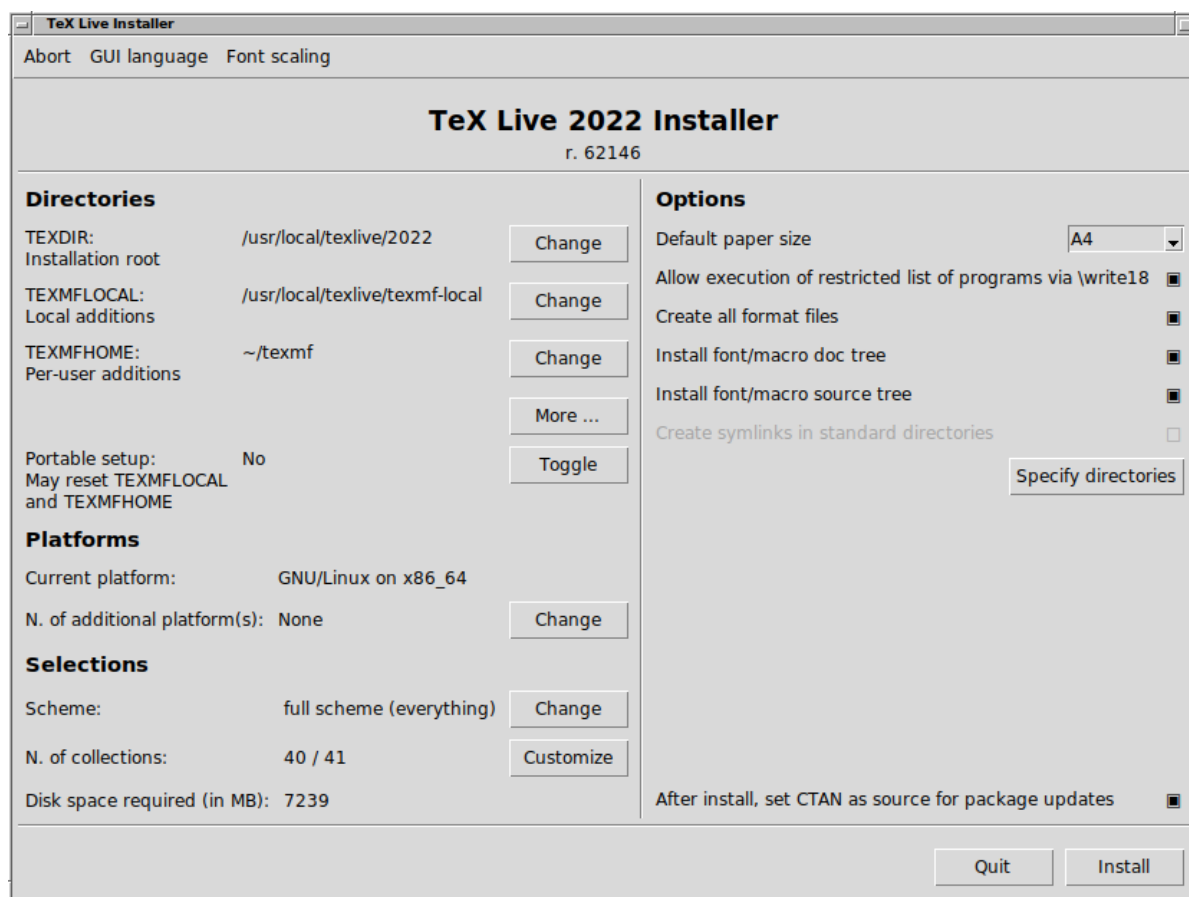 TeX Live Installer
Abort GUI language Font scaling
TeX Live 2022 Installer
r. 62146
Directories
TEXDIR: /usr/local/texlive/2022 Change
Installation root
TEXMFLOCAL: /usr/local/texlive/texmf-local Change
Local additions
TEXMFHOME: ~/texmf Change
Per-user additions
More ...
Portable setup: No Toggle
May reset TEXMFLOCAL
and TEXMFHOME
Platforms
Current platform: GNU/Linux on x86_64
N. of additional platform(s): None Change
Selections
Scheme: full scheme (everything) Change
N. of collections: 40 / 41 Customize
Disk space required (in MB): 7239
Options
Default paper size A4
Allow execution of restricted list of programs via \write18
Create all format files
Install font/macro doc tree
Install font/macro source tree
Create symlinks in standard directories
Specify directories
After install, set CTAN as source for package updates
Quit Install